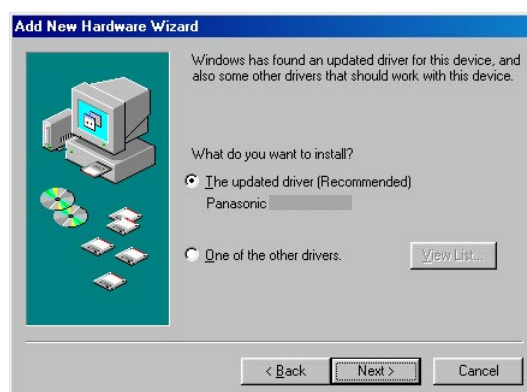 Add New Hardware Wizard
Windows has found an updated driver for this device, and
also some other drivers that should work with this device.
What do you want to install?
The updated driver (Recommended)
Panasonic
One of the other drivers.
View List...
< Back
Next >
Cancel